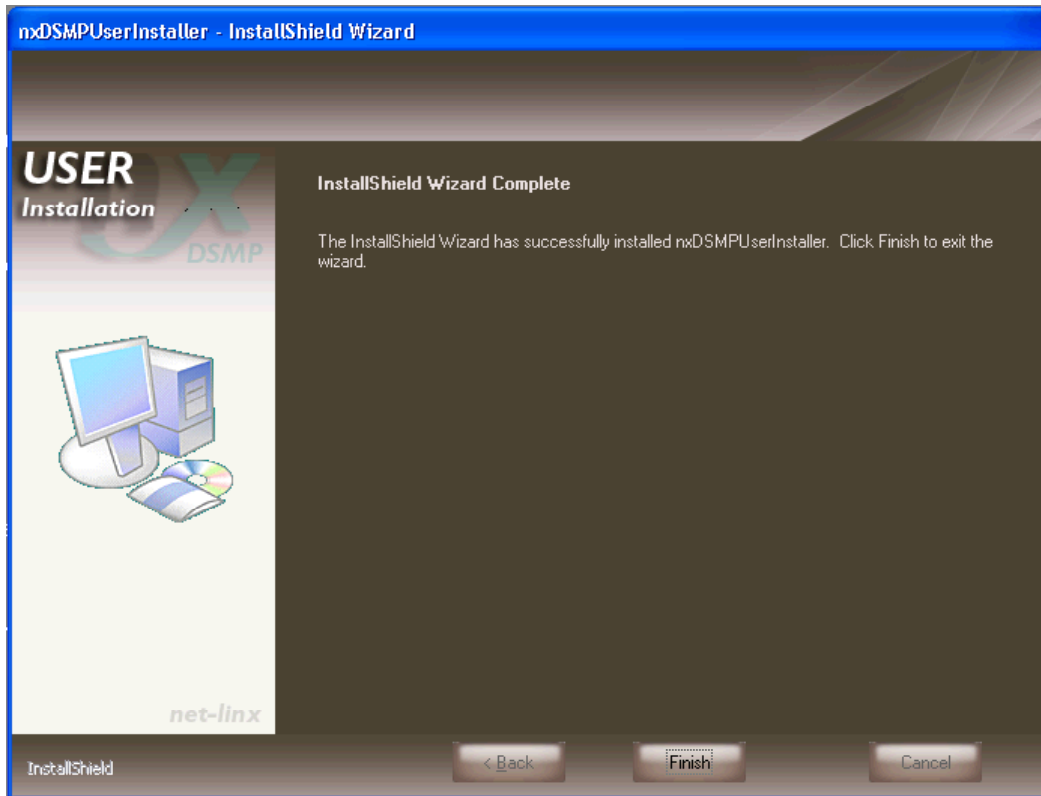 nxDSMPUserInstaller - InstallShield Wizard
USER
Installation
DSMP
InstallShield Wizard Complete
The InstallShield Wizard has successfully installed nxDSMPUserInstaller. Click Finish to exit the
wizard.
net-linx
InstallShield
< Back
Finish
Cancel